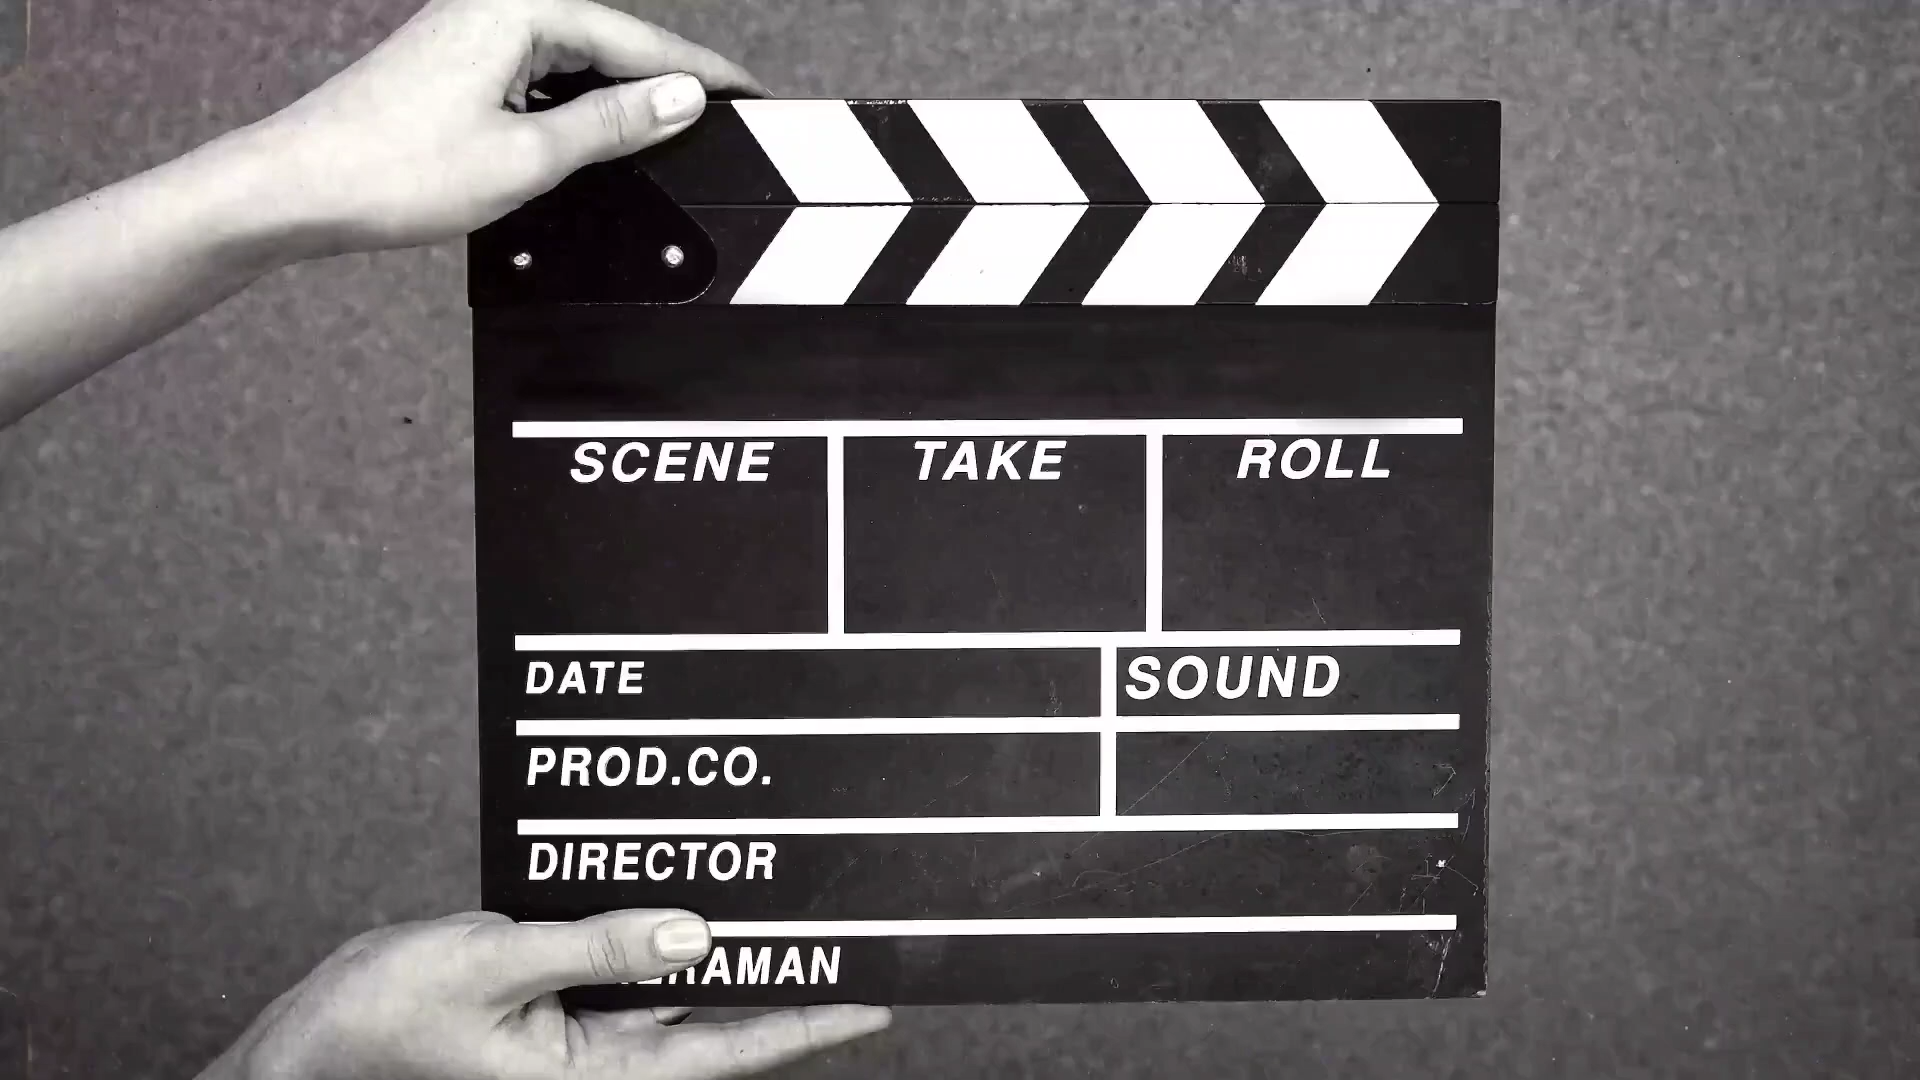 SCENE TAKE ROLL
DATE SOUND
PROD.CO.
DIRECTOR